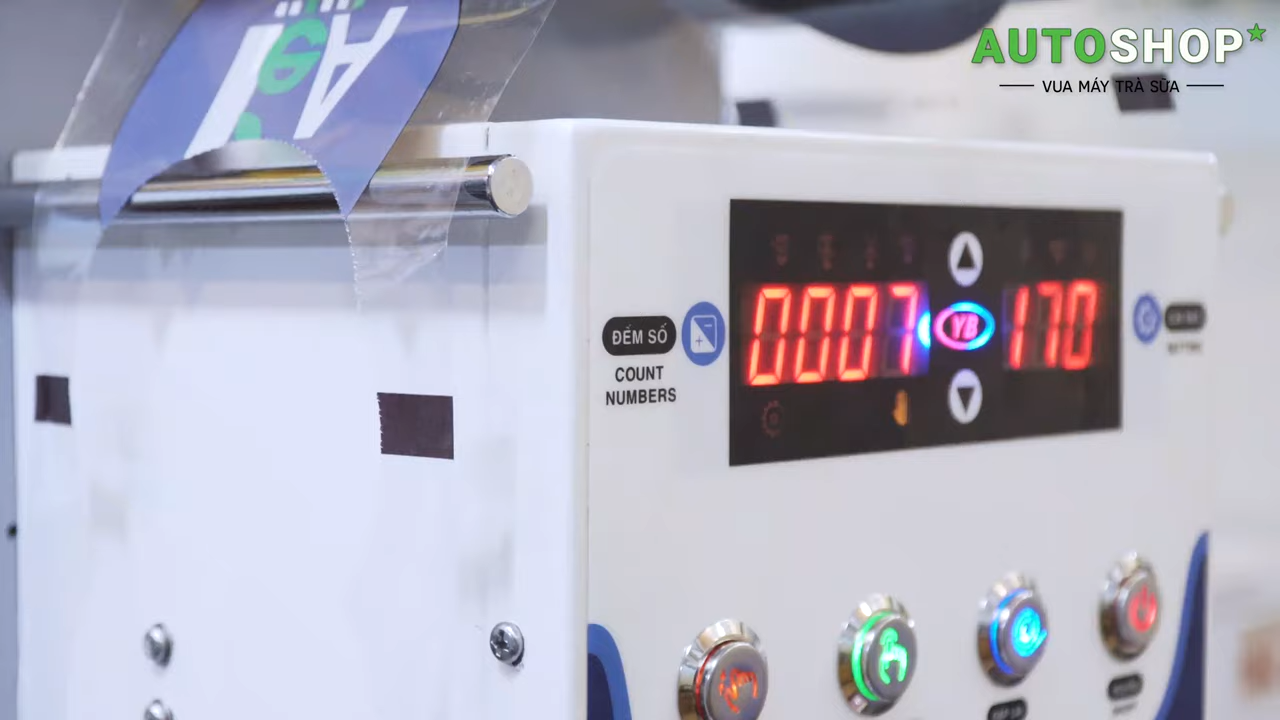 AUTOSHOP
VUA MÁY TRÀ SỮA
ĐẾM SỐ
COUNT
NUMBERS
0007
YB
170